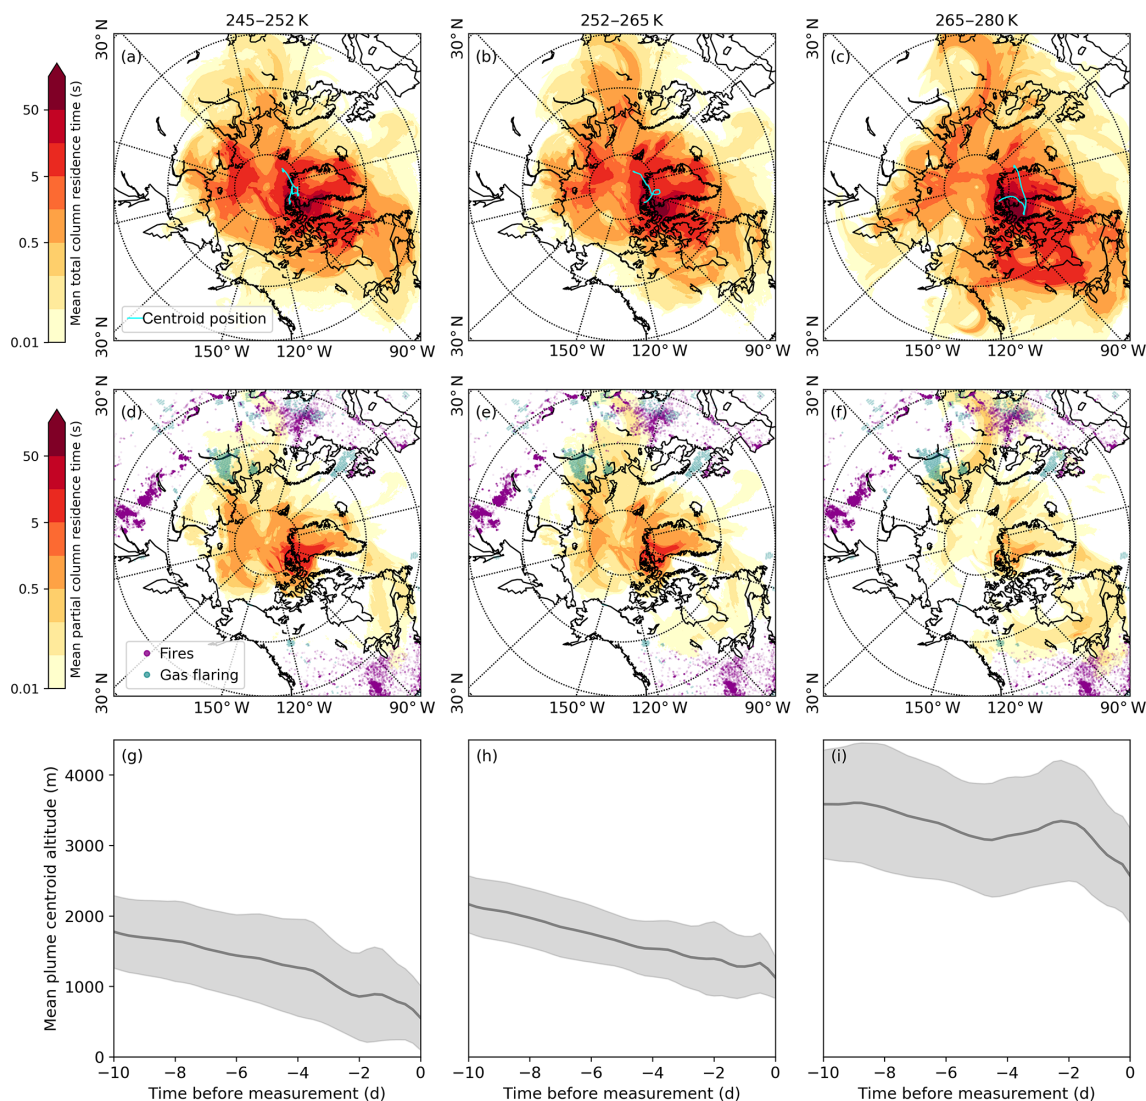 245−252 K
252−265 K
265−280 K
30° N
30° N
30° N
(a)
(b)
(c)
50
5
0.5
0.01
Mean total column residence time (s)
Centroid position
30° N
150° W
120° W
90° W
30° N
150° W
120° W
90° W
30° N
150° W
120° W
90° W
30° N
30° N
30° N
(d)
(e)
(f)
50
5
0.5
0.01
Mean partial column residence time (s)
Fires
Gas flaring
30° N
150° W
120° W
90° W
30° N
150° W
120° W
90° W
30° N
150° W
120° W
90° W
(g)
(h)
(i)
Mean plume centroid altitude (m)
4000
3000
2000
1000
0
−10
−8
−6
−4
−2
0
−10
−8
−6
−4
−2
0
−10
−8
−6
−4
−2
0
Time before measurement (d)
Time before measurement (d)
Time before measurement (d)